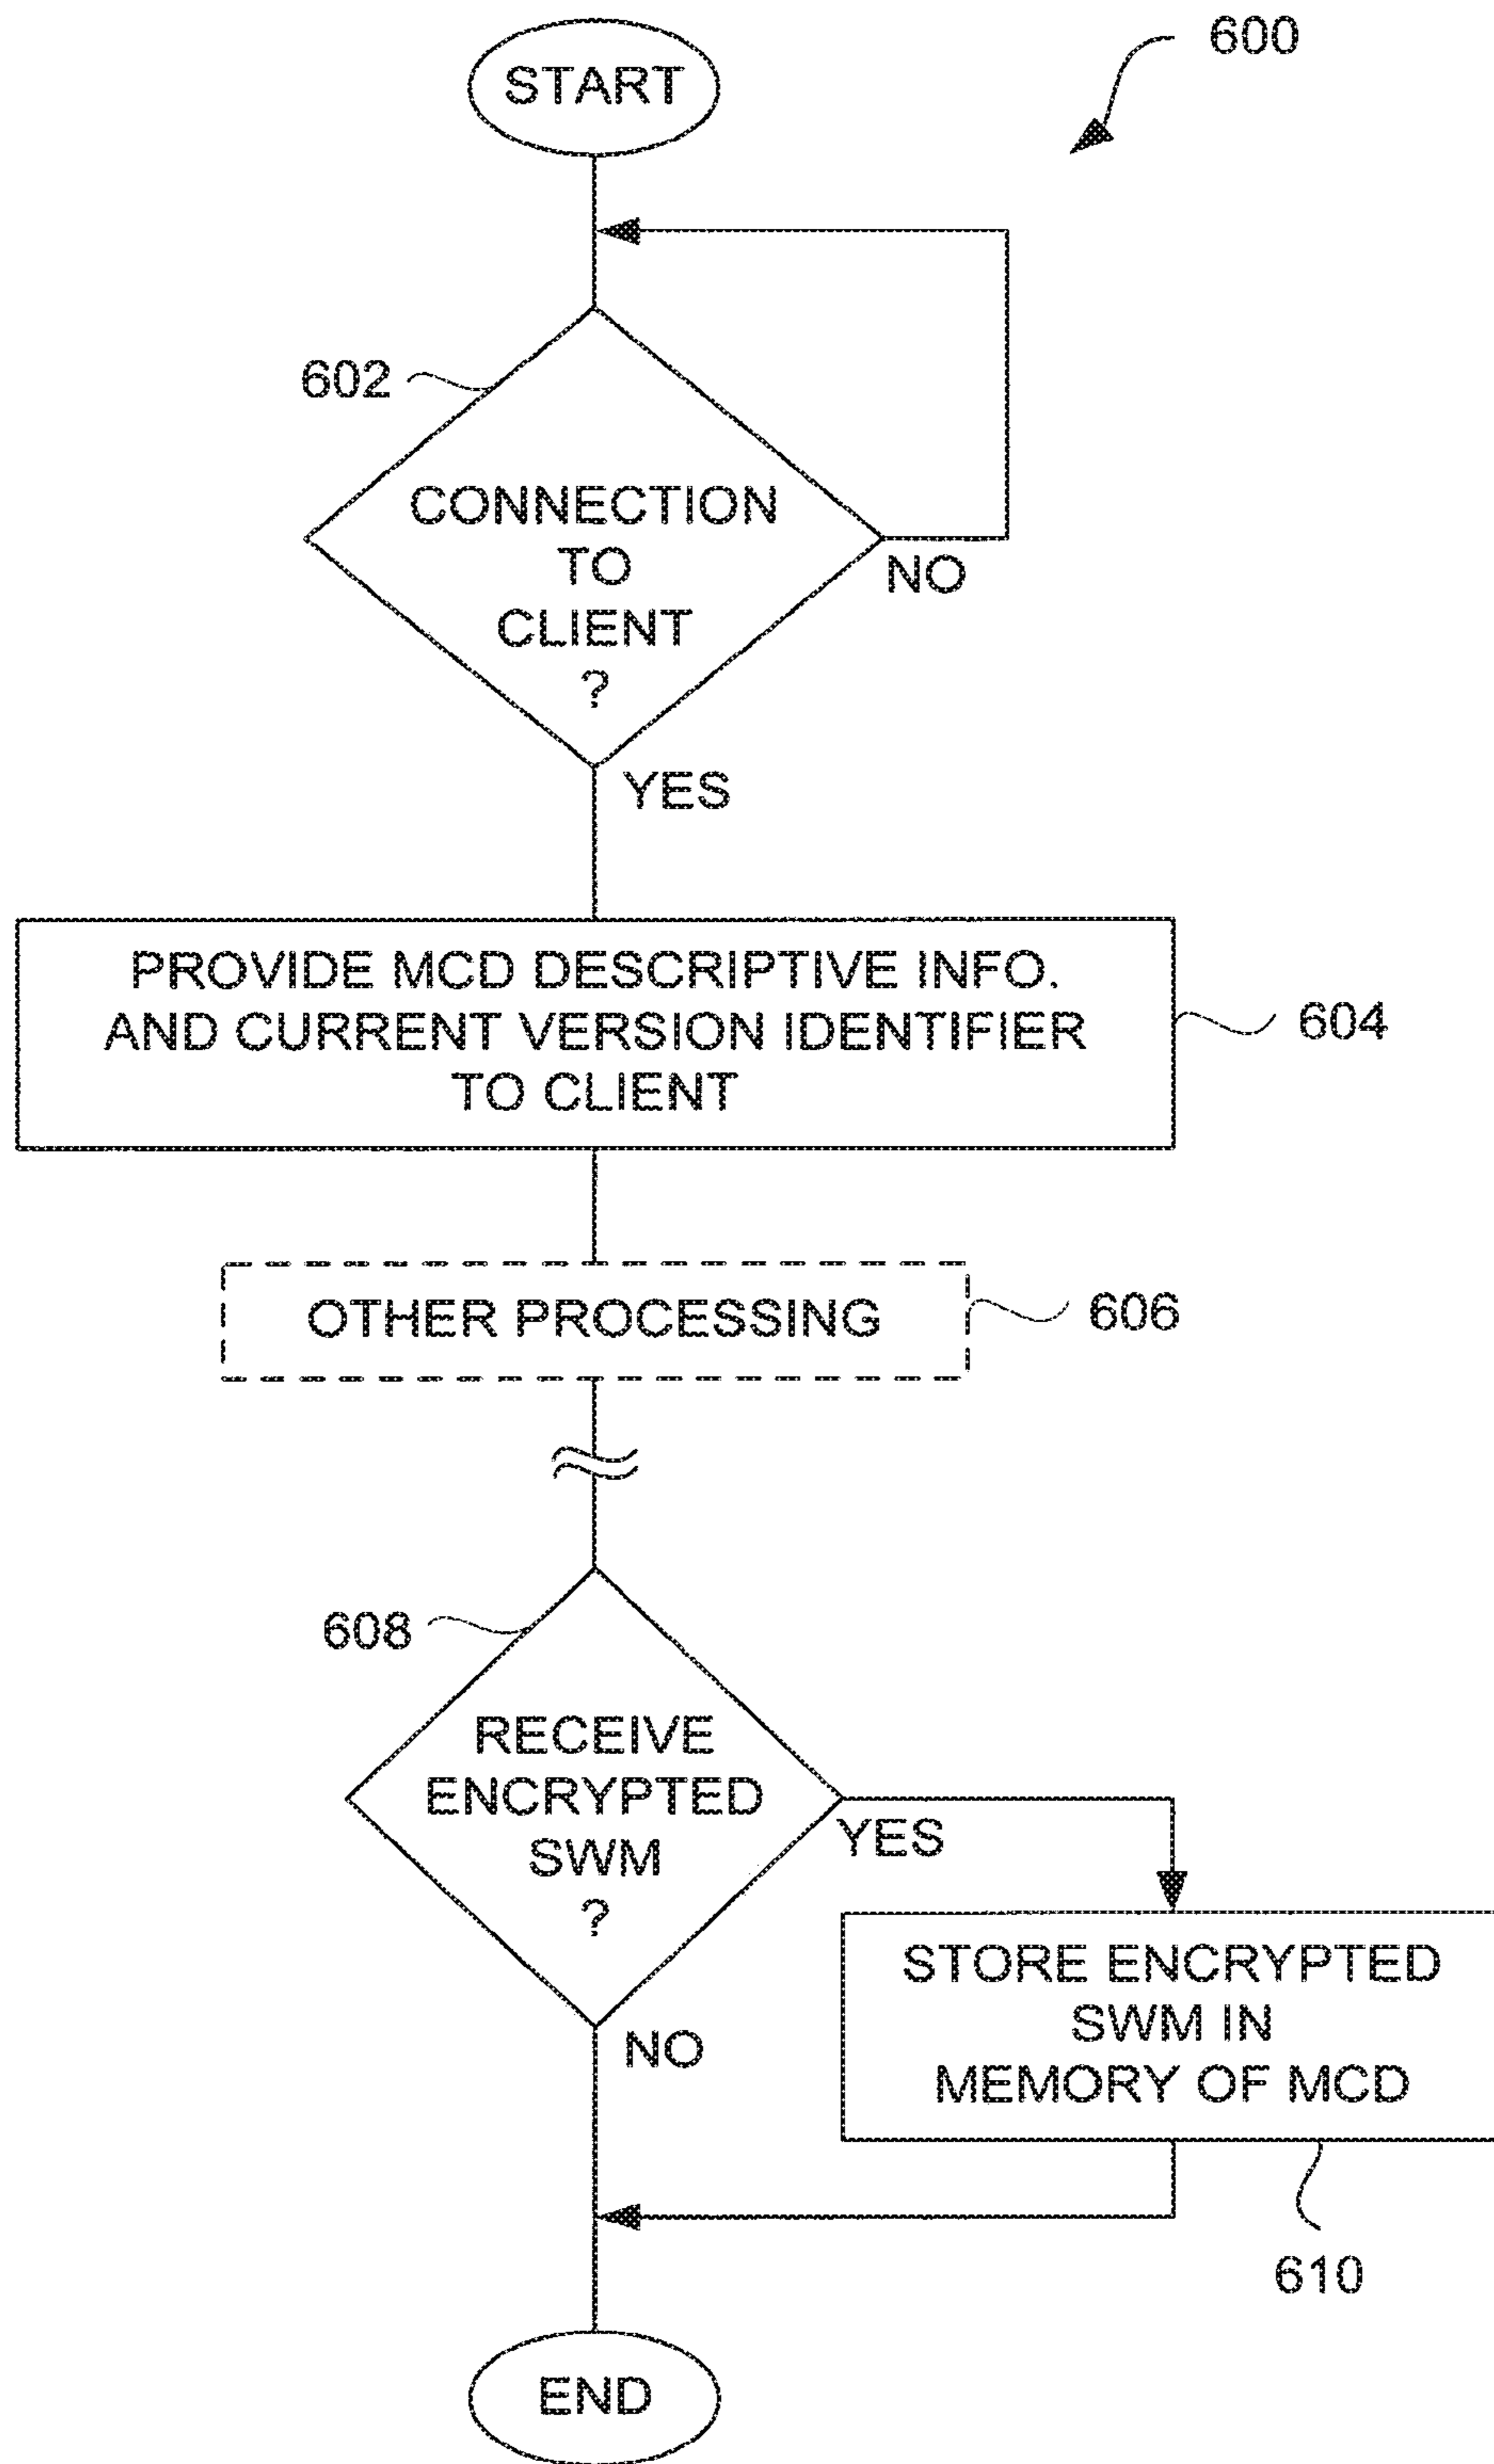 START
600
602
CONNECTION
TO
CLIENT
?
NO
YES
PROVIDE MCD DESCRIPTIVE INFO.
AND CURRENT VERSION IDENTIFIER
TO CLIENT
604
OTHER PROCESSING
606
608
RECEIVE
ENCRYPTED
SWM
?
YES
NO
STORE ENCRYPTED
SWM IN
MEMORY OF MCD
610
END